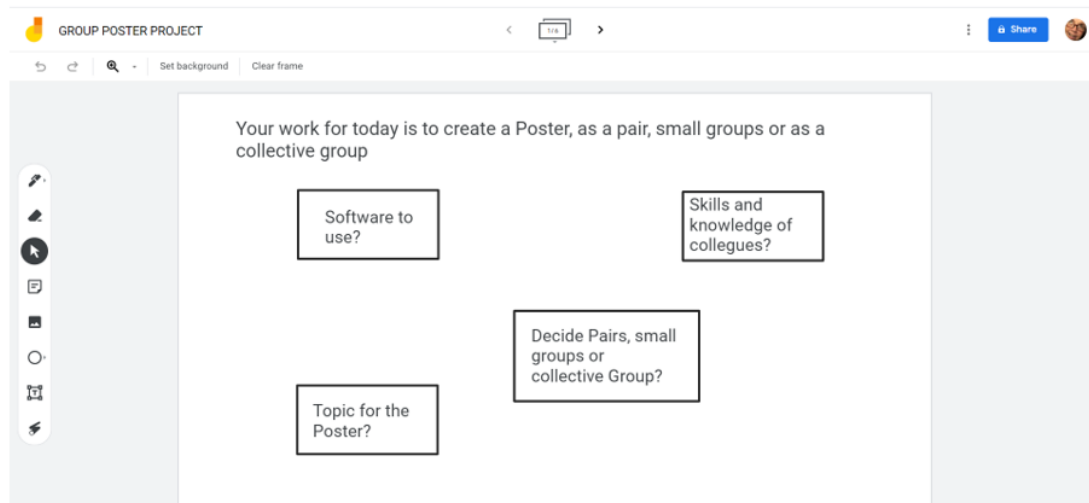 GROUP POSTER PROJECT
1/6
Share
Set background
Clear frame
Your work for today is to create a Poster, as a pair, small groups or as a
collective group
Software to
use?
Skills and
knowledge of
collegues?
Decide Pairs, small
groups or
collective Group?
Topic for the
Poster?